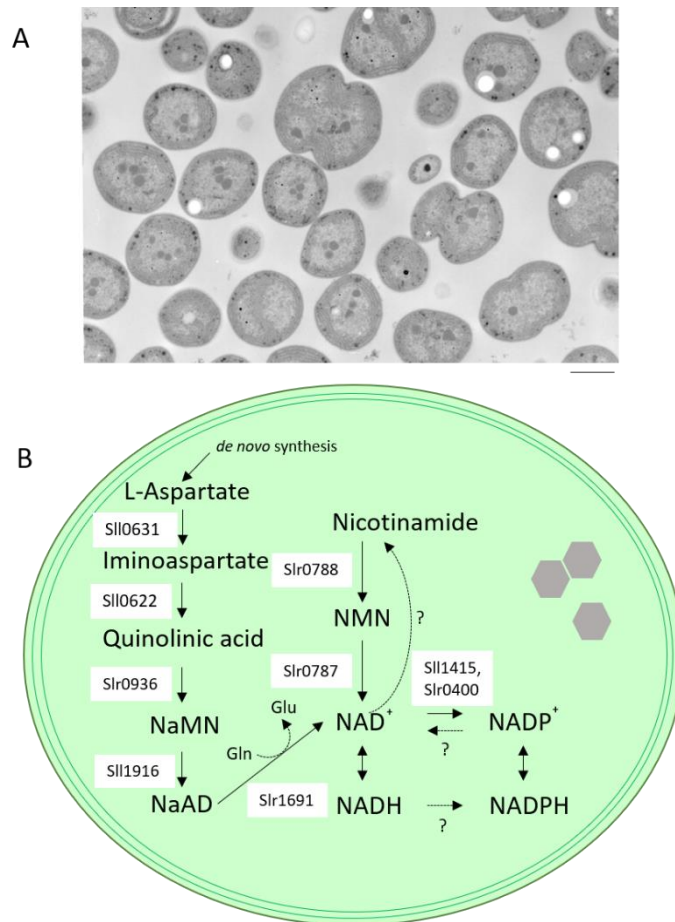 A
B
de novo synthesis
L-Aspartate
Sll0631
Iminoaspartate
Sll0622
Quinolinic acid
Slr0936
NaMN
Sll1916
NaAD
Gln
Glu
Slr1691
Nicotinamide
Slr0788
NMN
?
Slr0787
NAD+
Sll1415,
Slr0400
?
NADP+
NADH
?
NADPH